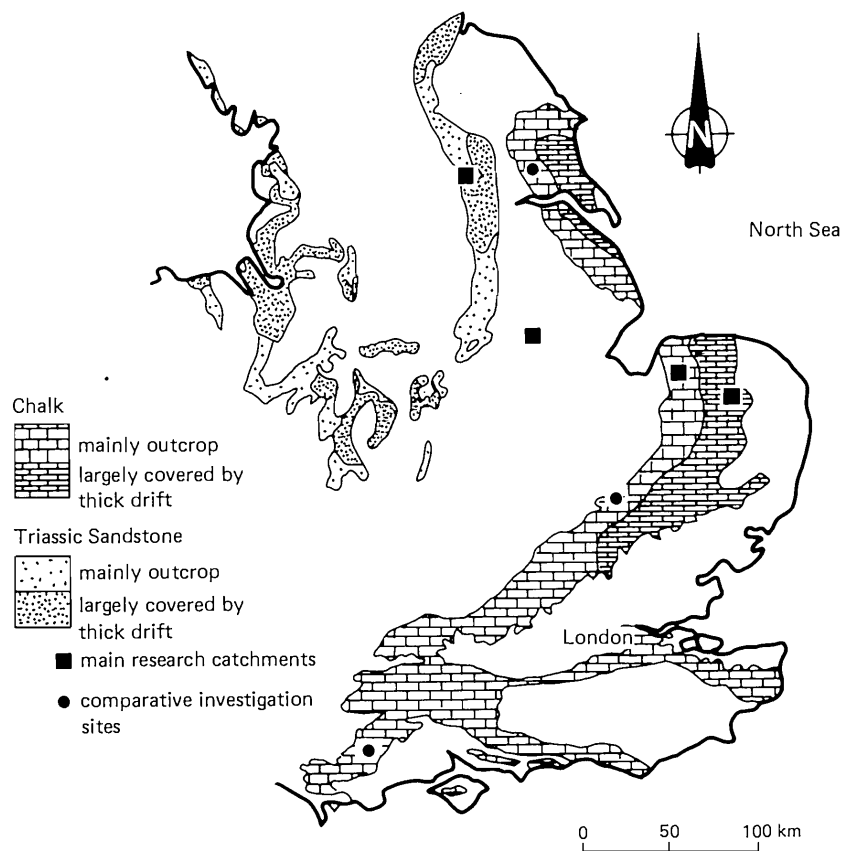 N
North Sea
Chalk
mainly outcrop
largely covered by
thick drift
Triassic Sandstone
mainly outcrop
largely covered by
thick drift
main research catchments
comparative investigation
sites
London
0 50 100 km